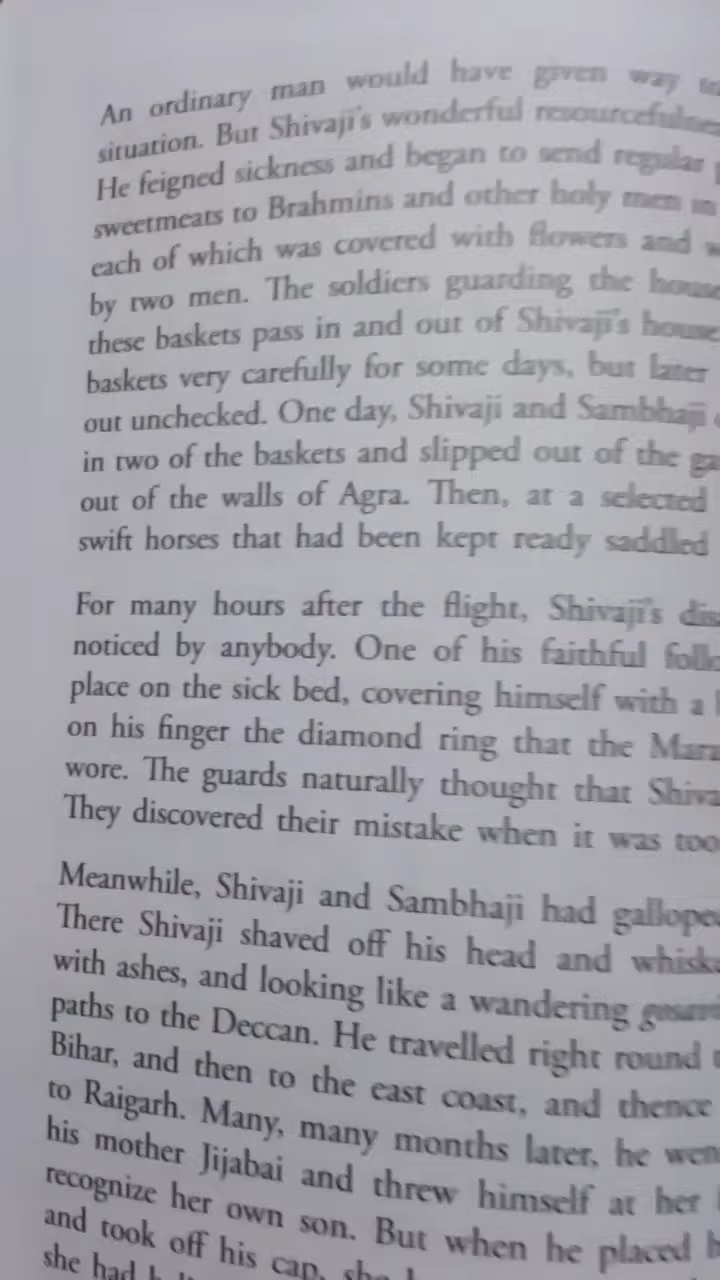 An ordinary man would have given way
situation. But Shivaji's wonderful
He feigned sickness and began to send regular
sweetmeats to Brahmins and other holy men in
each of which was covered with flowers and
by two men. The soldiers guarding the
these baskets pass in and out of Shivaji's
baskets very carefully for some days, but later
out unchecked. One day, Shivaji and Sambhaji
in two of the baskets and slipped out of the
out of the walls of Agra. Then, at a selected
swift horses that had been kept ready saddled
For many hours after the flight, Shivaji's
noticed by anybody. One of his faithful
place on the sick bed, covering himself with a
on his finger the diamond ring that the
wore. The guards naturally thought that
They discovered their mistake when it was too
Meanwhile, Shivaji and Sambhaji had
There Shivaji shaved off his head and
with ashes, and looking like a wandering
paths to the Deccan. He travelled right round
Bihar, and then to the east coast, and thence
to Raigarh. Many, many months later, he
his mother Jijabai and threw himself at her
recognize her own son. But when he placed
and took off his cap, she
she had